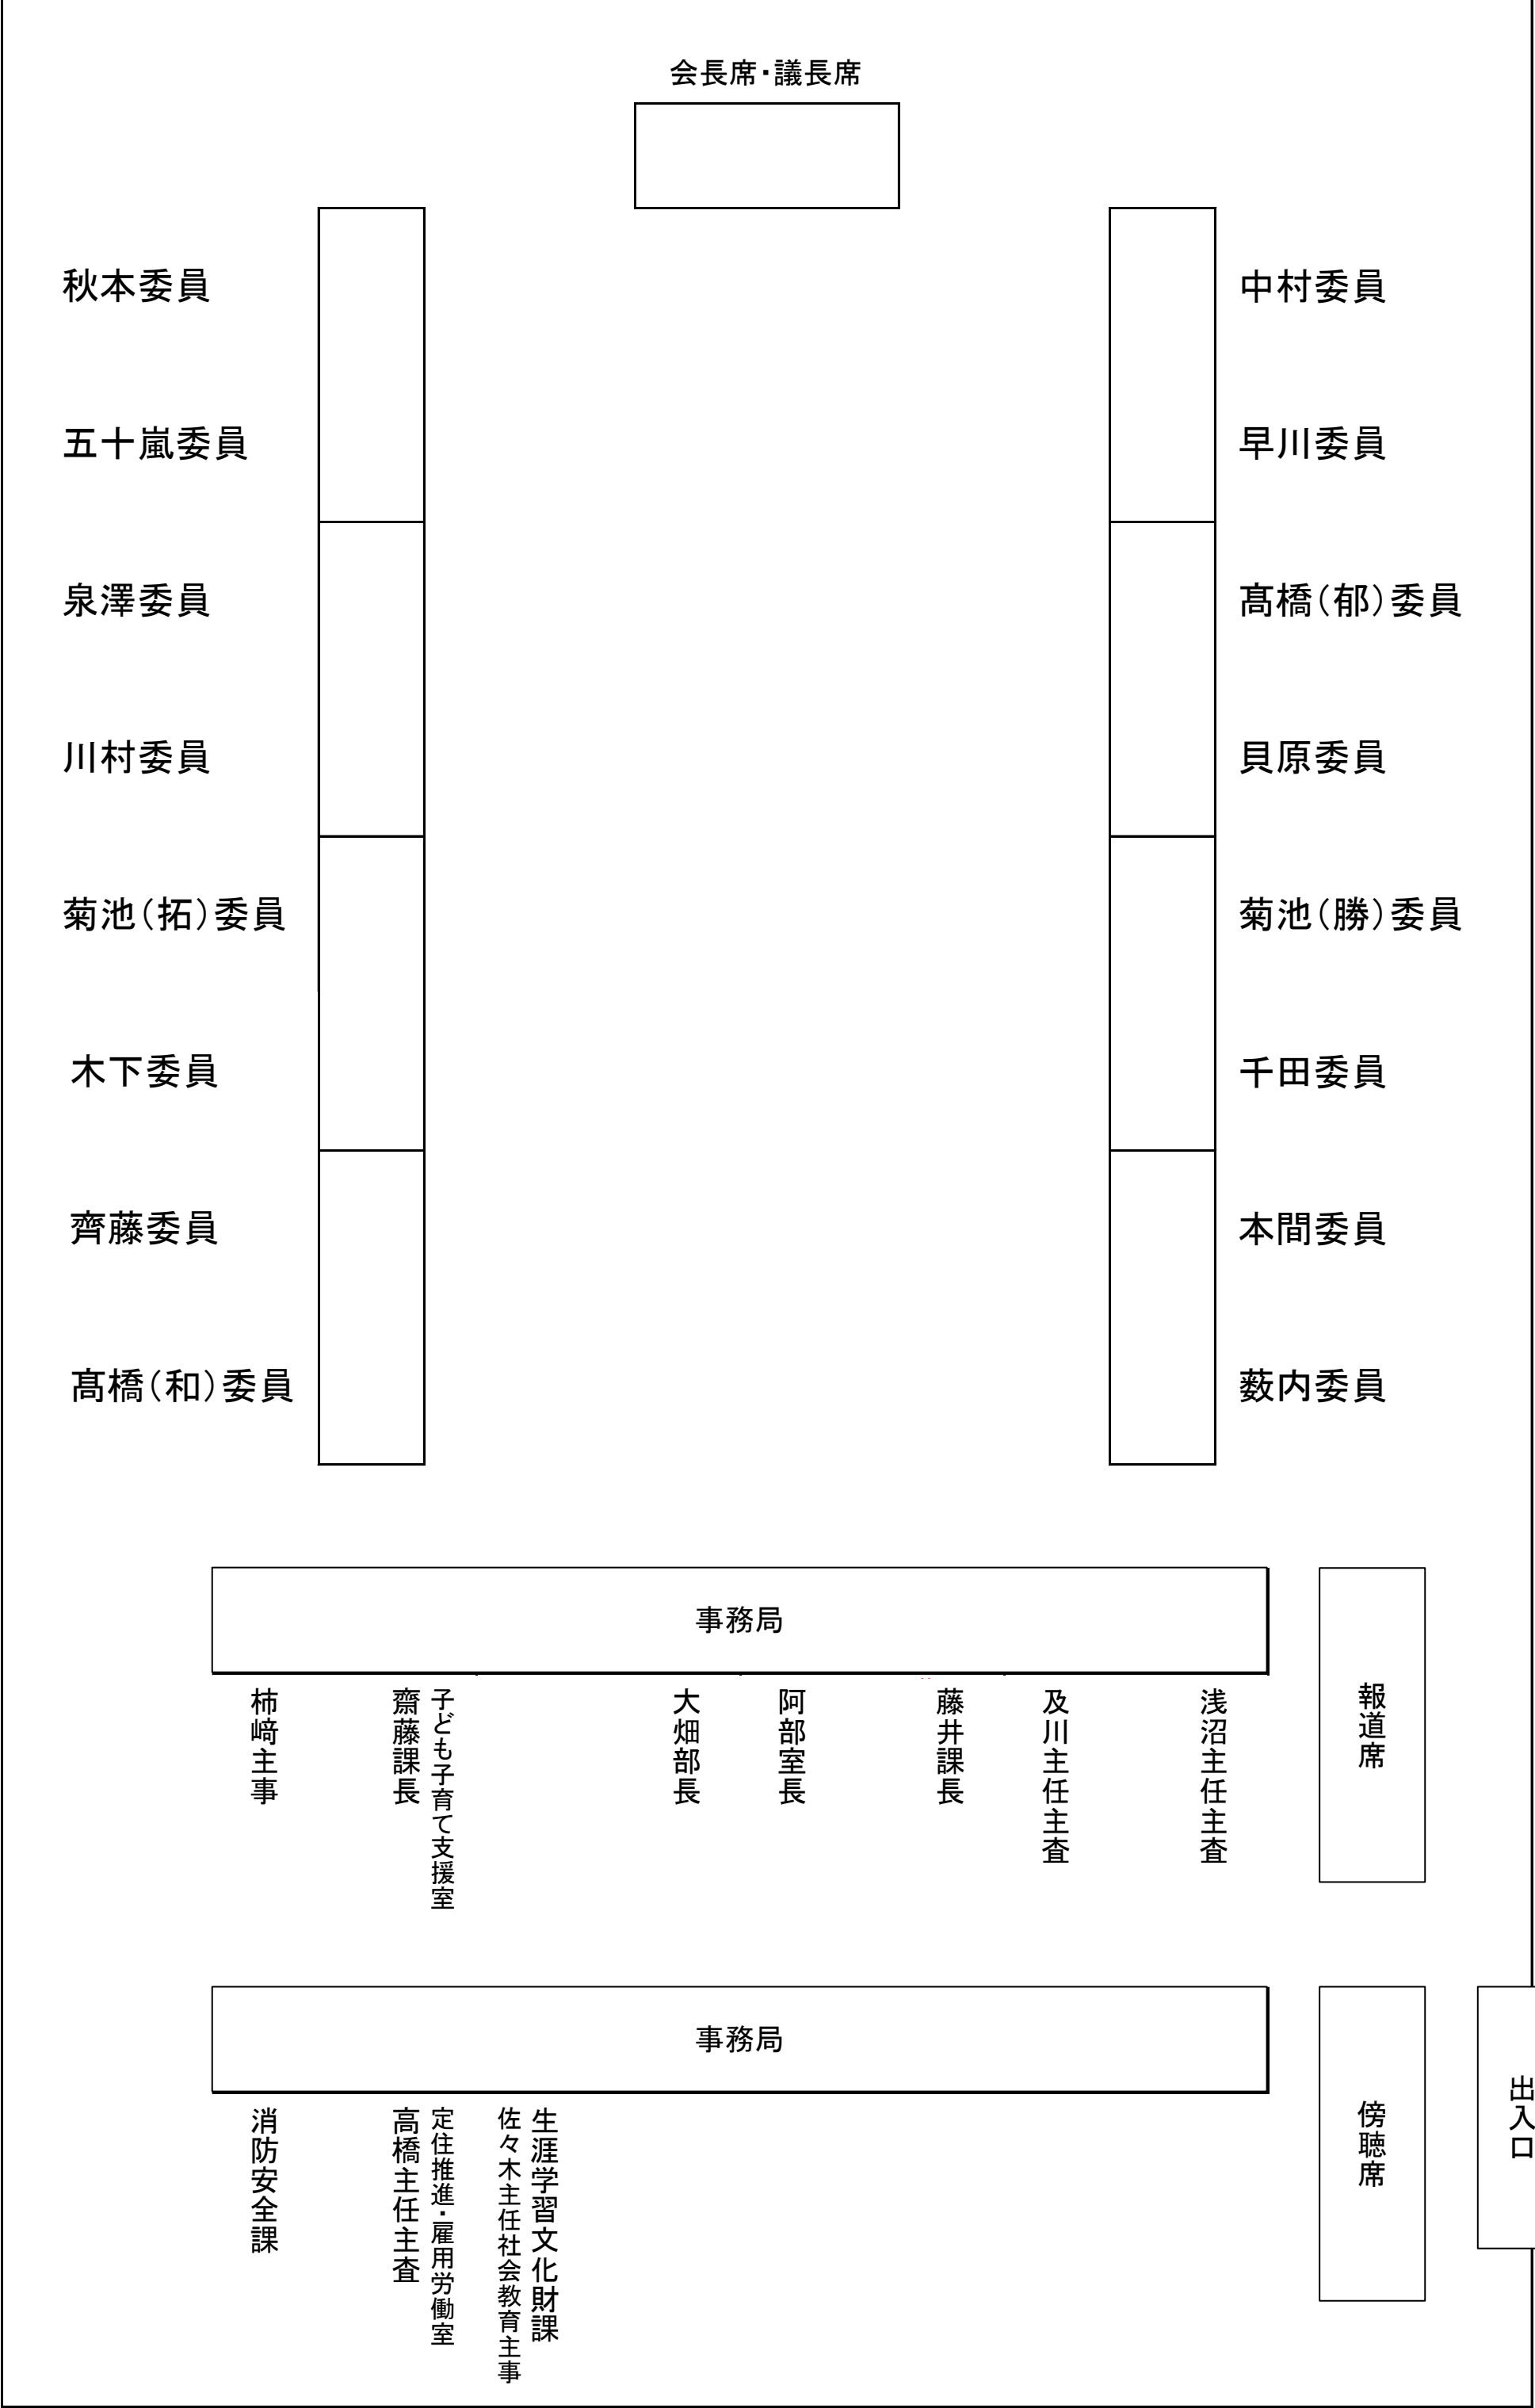 会長席・議長席
秋本委員
中村委員
五十嵐委員
早川委員
泉澤委員
髙橋(郁)委員
川村委員
貝原委員
菊池(拓)委員
菊池(勝)委員
木下委員
千田委員
齊藤委員
本間委員
髙橋(和)委員
薮内委員
事務局
柿﨑主事
子ども子育て支援室
齋藤課長
大畑部長
阿部室長
藤井課長
及川主任主査
浅沼主任主査
報道席
事務局
消防安全課
定住推進・雇用労働室
高橋主任主査
生涯学習文化財課
佐々木主任社会教育主事
傍聴席
出入口